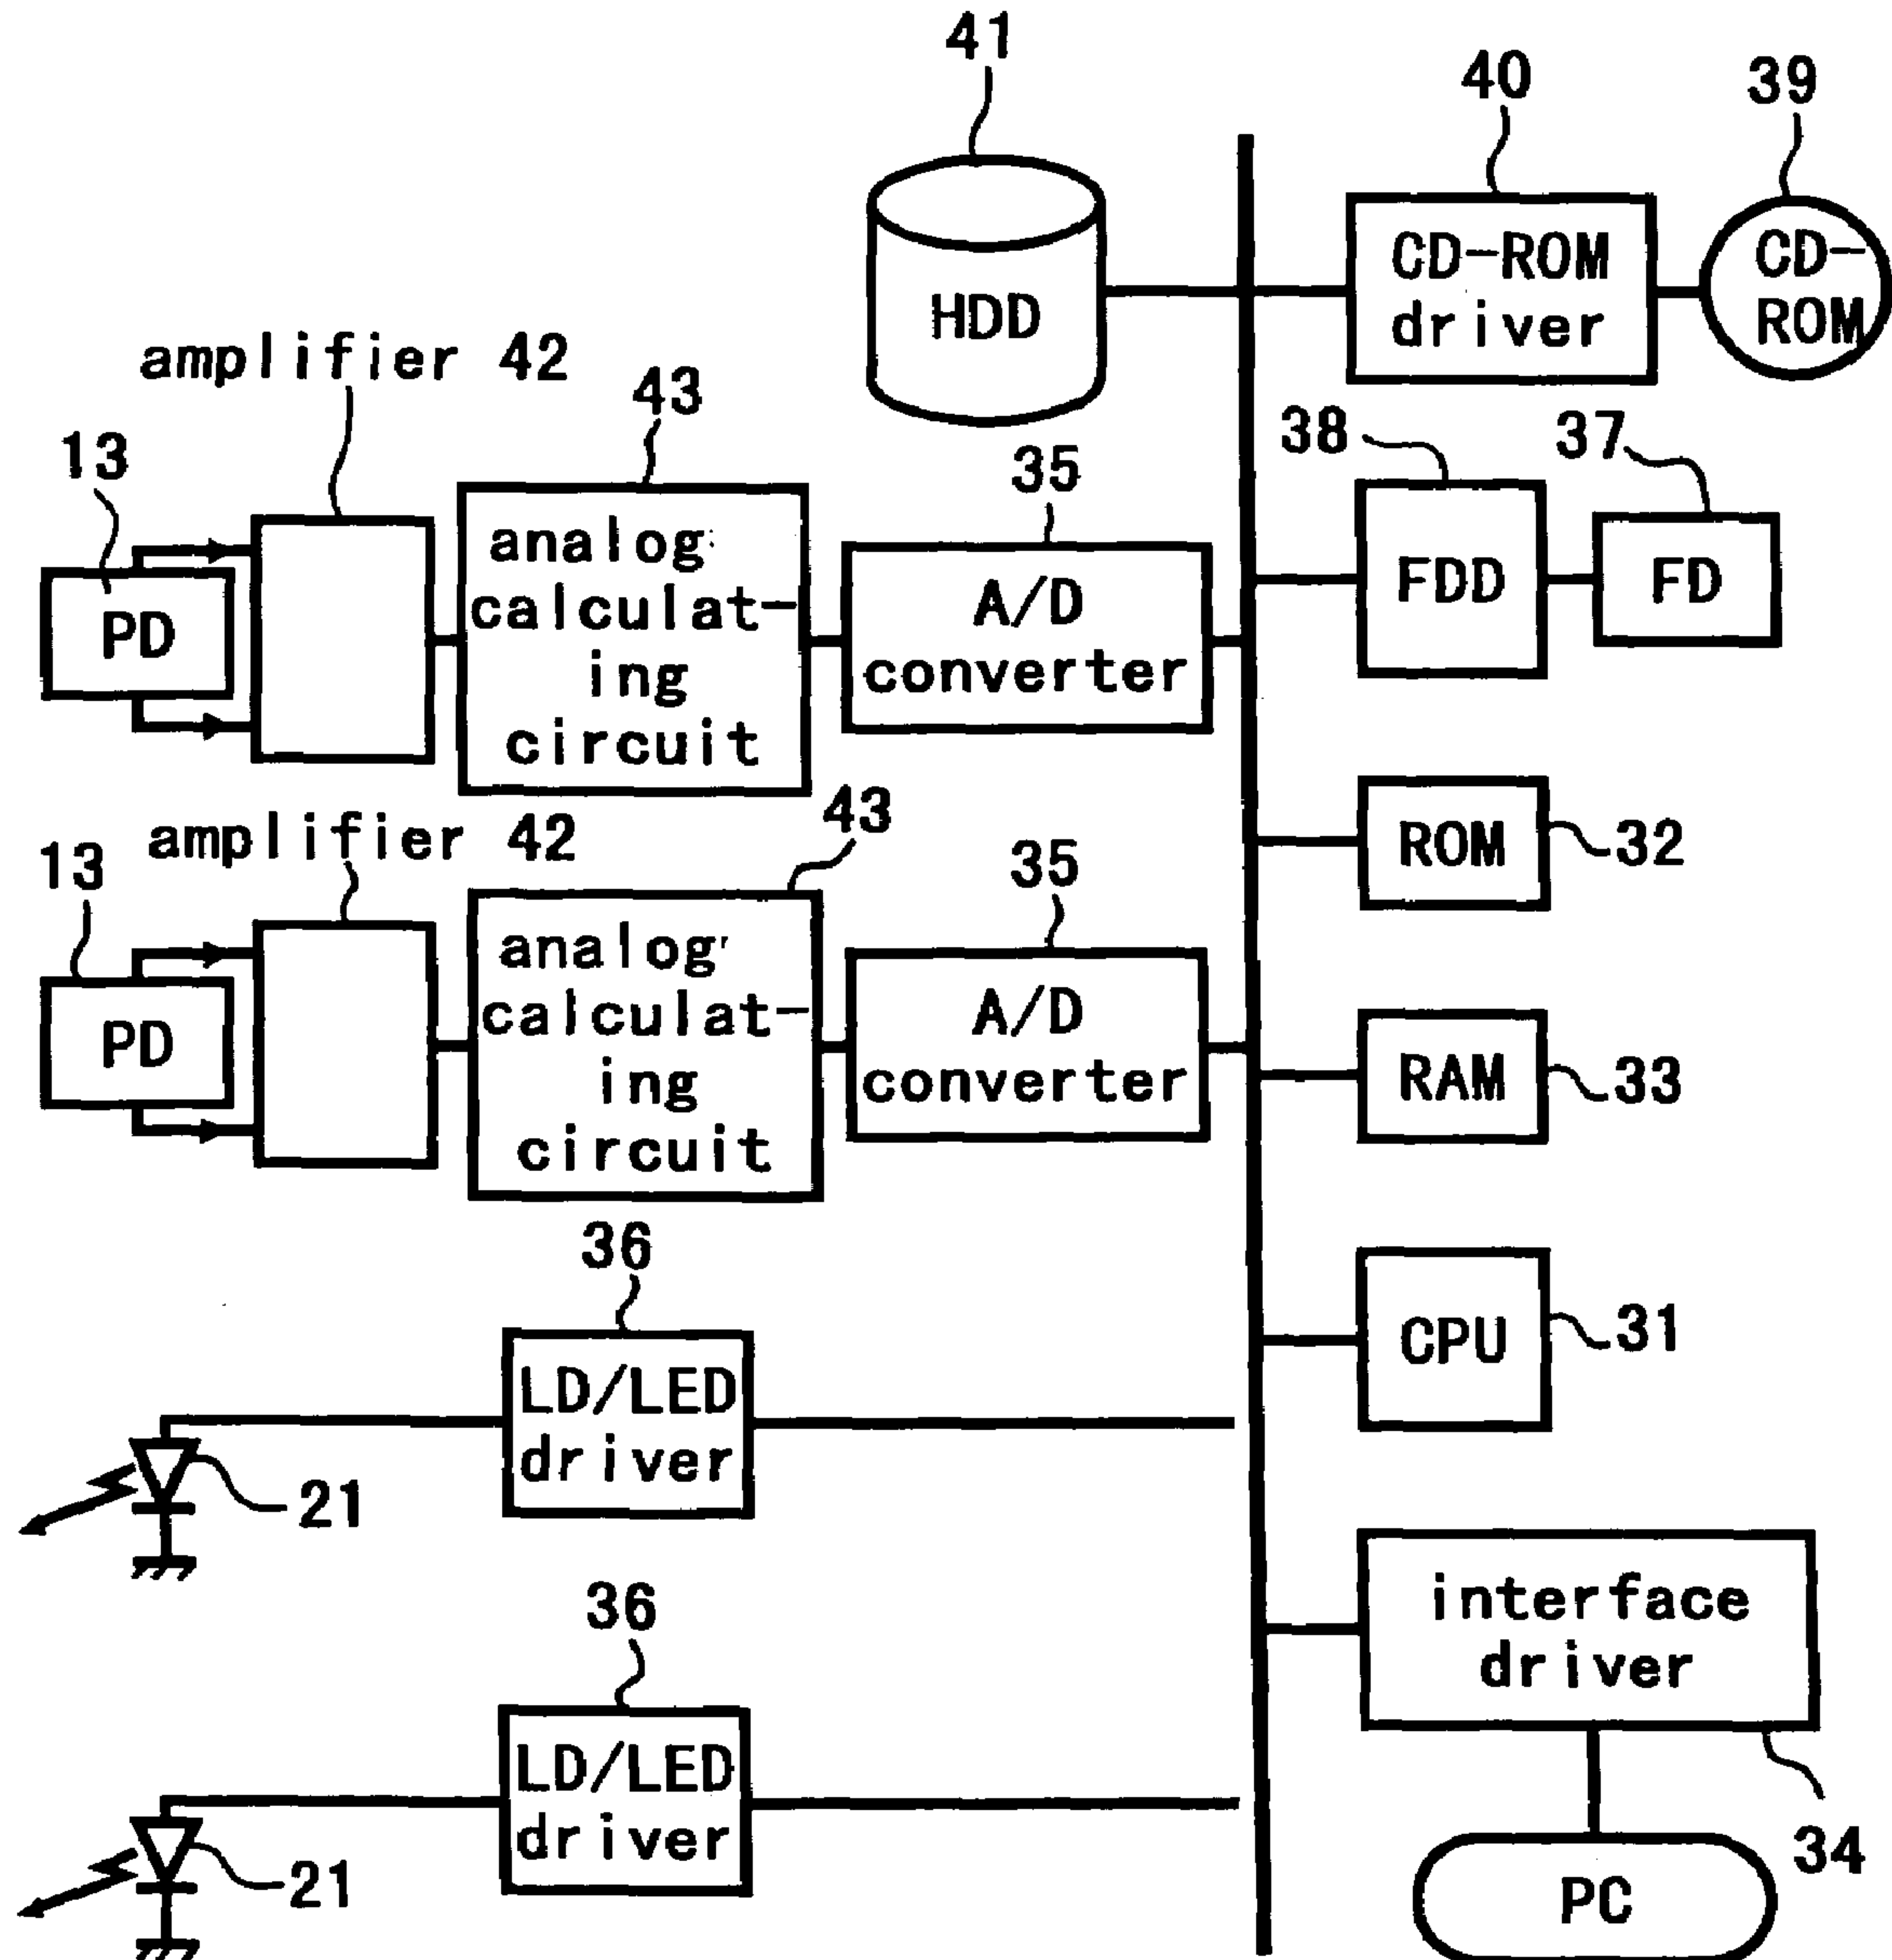 41
40
39
HDD
CD-ROM
driver
CD-
ROM
amplifier 42
43
13
35
38
37
PD
analog
calculat-
ing
circuit
A/D
converter
FDD
FD
amplifier 42
43
13
35
ROM
32
PD
analog
calculat-
ing
circuit
A/D
converter
RAM
33
36
LD/LED
driver
CPU
31
21
36
interface
driver
LD/LED
driver
21
34
PC